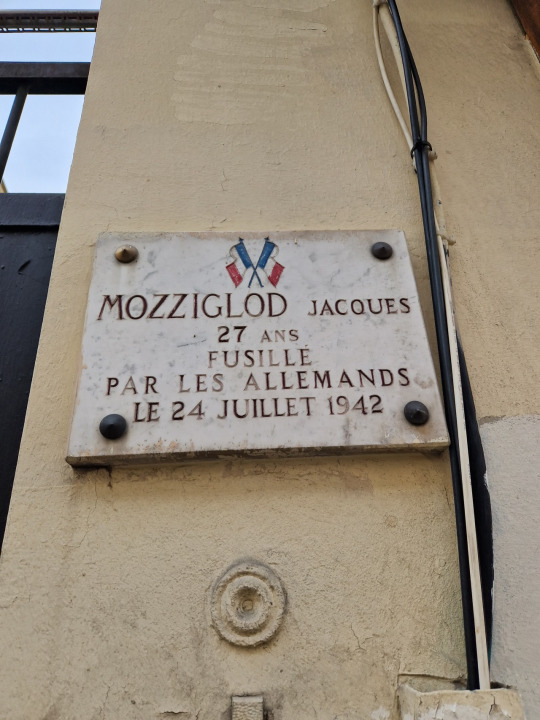 MOZZIGLOD JACQUES
27 ANS
FUSILLÉ
PAR LES ALLEMANDS
LE 24 JUILLET 1942